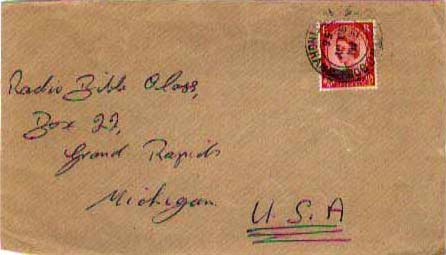 Radio Bible Class,
Box 22,
Grand Rapids
Michigan
U.S.A